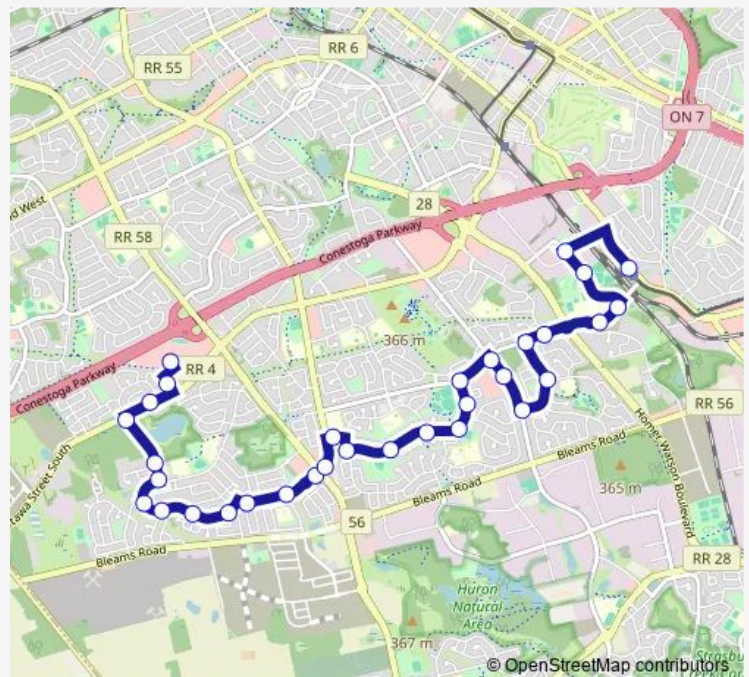 RR 6
RR 55
ON 7
d West
28
RR 58
Conestoga Parkway
366 m
RR 4
Conestoga Parkway
RR 56
Homer Watson Boulevard
Bleams Road
365 m
Bleams Road
56
Bleams Road
RR 28
Huron
Natural
Area
367 m
© OpenStreetMap contributors